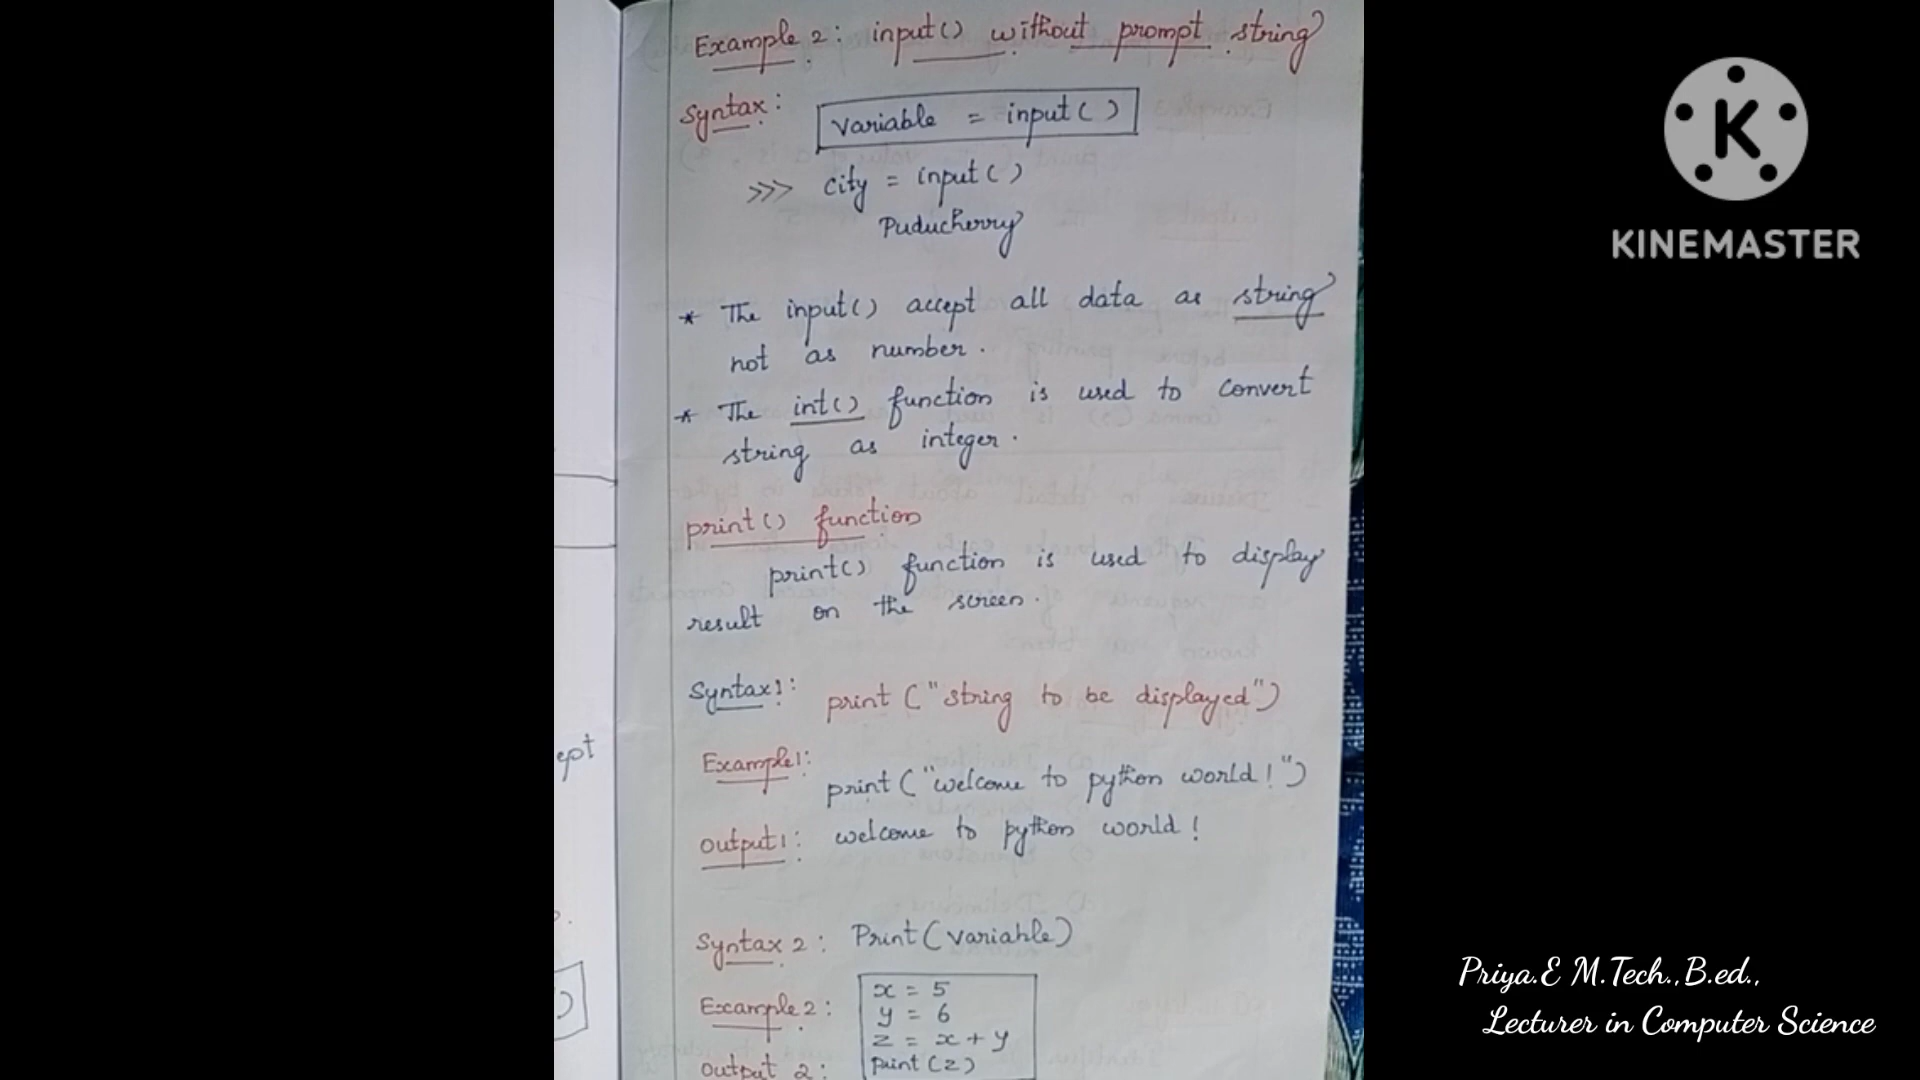 Example 2: input() without prompt string
Syntax: variable = input()
>>> city = input()
Puducherry
* The input() accept all data as string
not as number.
* The int() function is used to convert
string as integer.
print() function
print() function is used to display
result on the screen.
Syntax1: print ("string to be displayed")
Example1:
print ("welcome to python world!")
output1: welcome to python world!
Syntax 2: Print(variable)
Example2: x = 5
y = 6
z = x + y
print(z)
output 2:
ept
K
KINEMASTER
Priya.E M.Tech.,B.ed.,
Lecturer in Computer Science